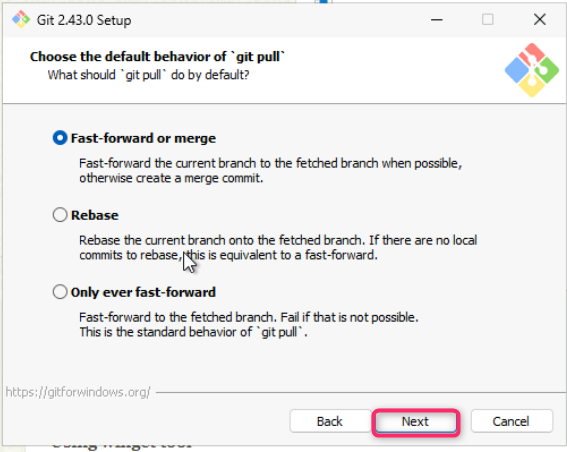 Git 2.43.0 Setup
Choose the default behavior of `git pull`
What should `git pull` do by default?
Fast-forward or merge
Fast-forward the current branch to the fetched branch when possible,
otherwise create a merge commit.
Rebase
Rebase the current branch onto the fetched branch. If there are no local
commits to rebase, this is equivalent to a fast-forward.
Only ever fast-forward
Fast-forward to the fetched branch. Fail if that is not possible.
This is the standard behavior of `git pull`.
https://gitforwindows.org/
Back Next Cancel
Using winget tool